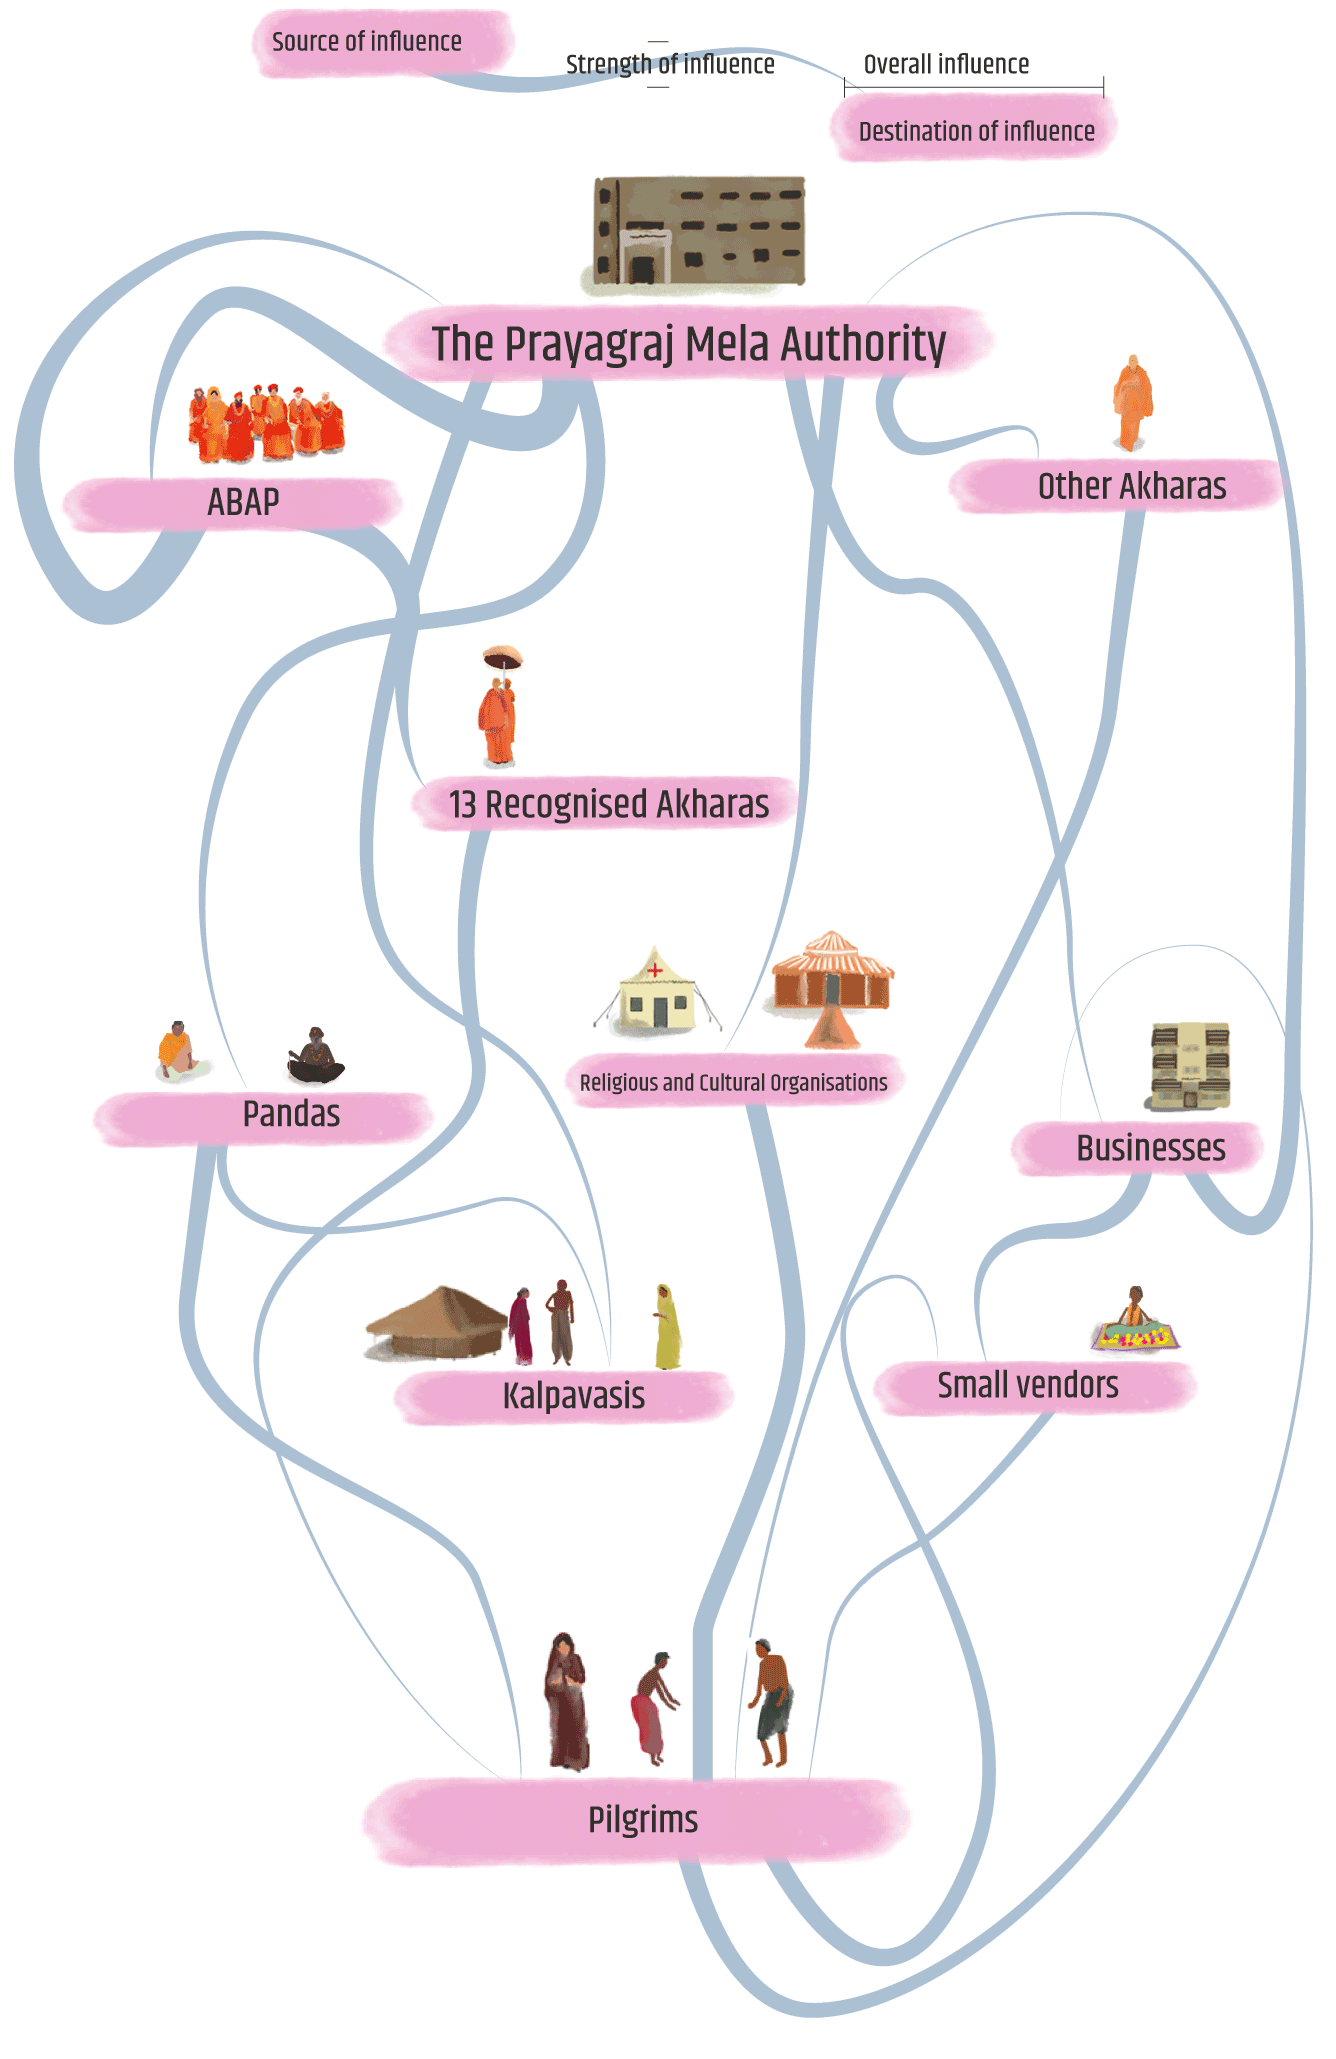 Source of influence
Strength of influence
Overall influence
Destination of influence
The Prayagraj Mela Authority
ABAP
Other Akharas
13 Recognised Akharas
Religious and Cultural Organisations
Pandas
Businesses
Kalpavasis
Small vendors
Pilgrims